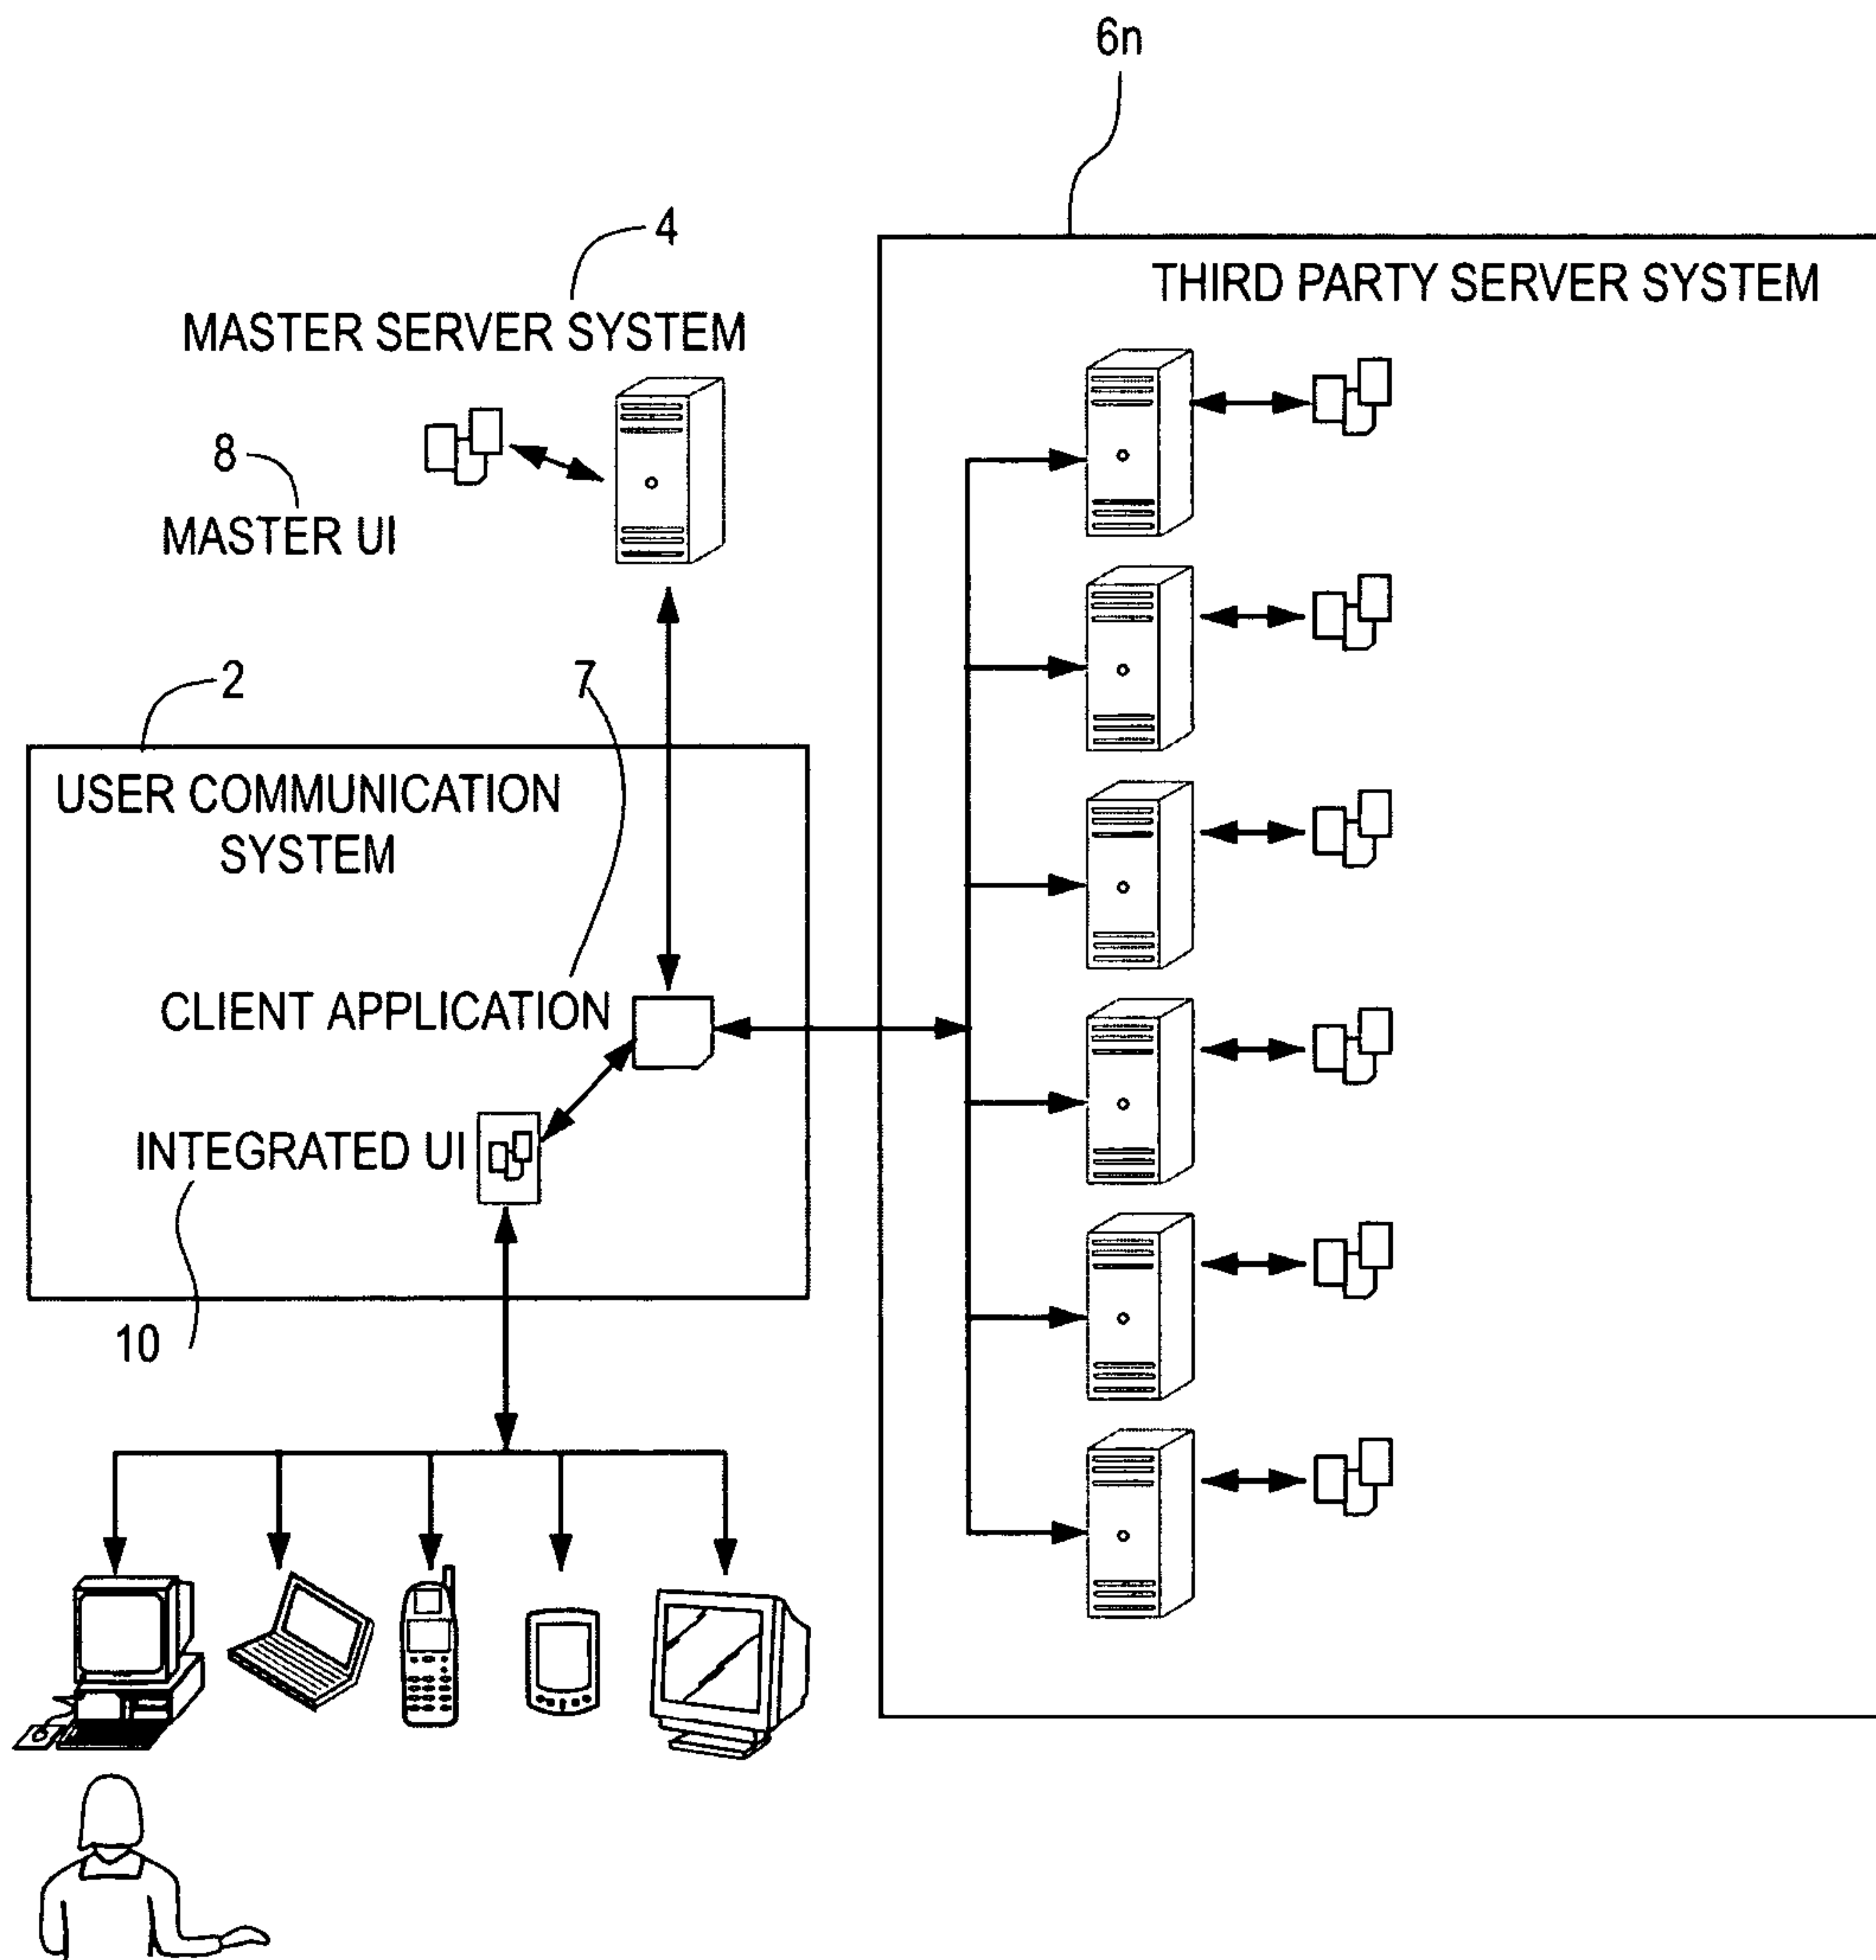 6n
4
THIRD PARTY SERVER SYSTEM
MASTER SERVER SYSTEM
8
MASTER UI
2
7
USER COMMUNICATION
SYSTEM
CLIENT APPLICATION
INTEGRATED UI
10